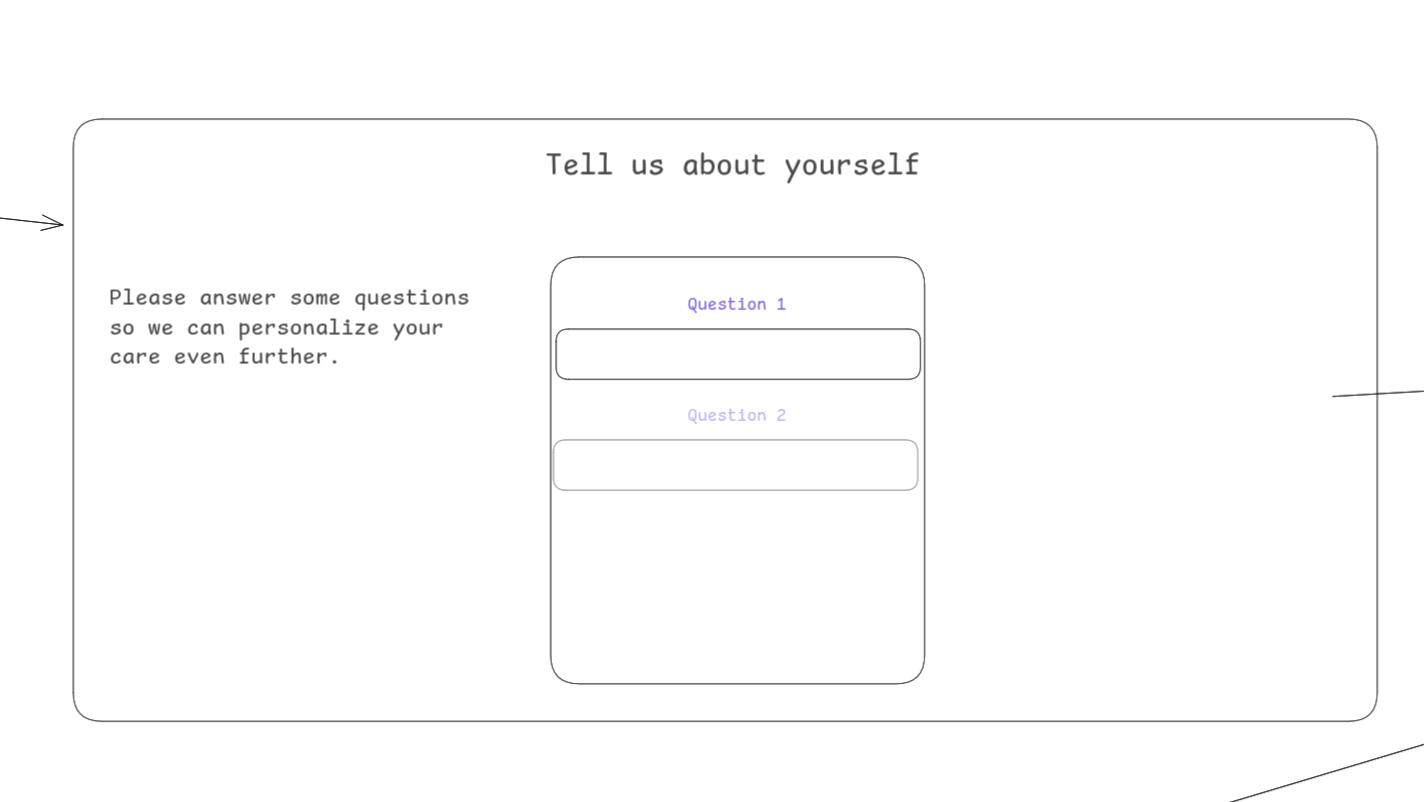 Tell us about yourself
Please answer some questions
so we can personalize your
care even further.
Question 1
Question 2